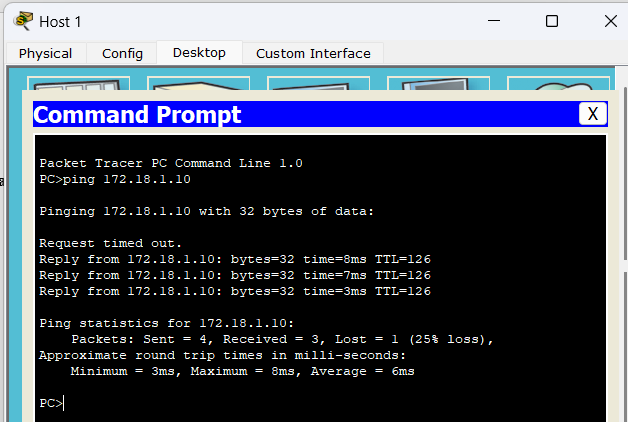 Host 1
Physical Config Desktop Custom Interface
Command Prompt X
Packet Tracer PC Command Line 1.0
PC>ping 172.18.1.10
Pinging 172.18.1.10 with 32 bytes of data:
Request timed out.
Reply from 172.18.1.10: bytes=32 time=8ms TTL=126
Reply from 172.18.1.10: bytes=32 time=7ms TTL=126
Reply from 172.18.1.10: bytes=32 time=3ms TTL=126
Ping statistics for 172.18.1.10:
Packets: Sent = 4, Received = 3, Lost = 1 (25% loss),
Approximate round trip times in milli-seconds:
Minimum = 3ms, Maximum = 8ms, Average = 6ms
PC>